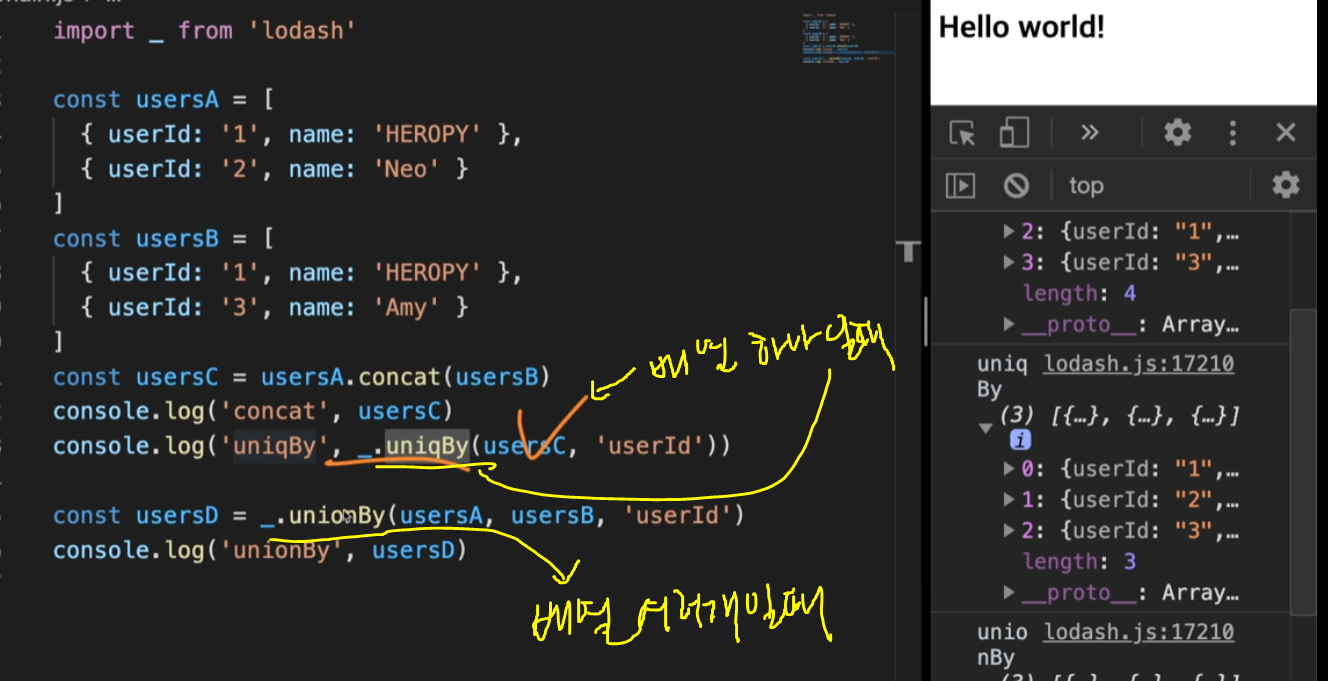 import _ from 'lodash'
const usersA = [
{ userId: '1', name: 'HEROPY' },
{ userId: '2', name: 'Neo' }
]
const usersB = [
{ userId: '1', name: 'HEROPY' },
{ userId: '3', name: 'Amy' }
]
const usersC = usersA.concat(usersB)
console.log('concat', usersC)
console.log('uniqBy', _.uniqBy(usersC, 'userId'))
const usersD = _.unionBy(usersA, usersB, 'userId')
console.log('unionBy', usersD)
배열 하나일때
배열 여러개일때
Hello world!
top
2: {userId: "1",…
3: {userId: "3",…
length: 4
__proto__: Array…
uniq lodash.js:17210
By
(3) [{…}, {…}, {…}]
i
0: {userId: "1",…
1: {userId: "2",…
2: {userId: "3",…
length: 3
__proto__: Array…
unio lodash.js:17210
nBy